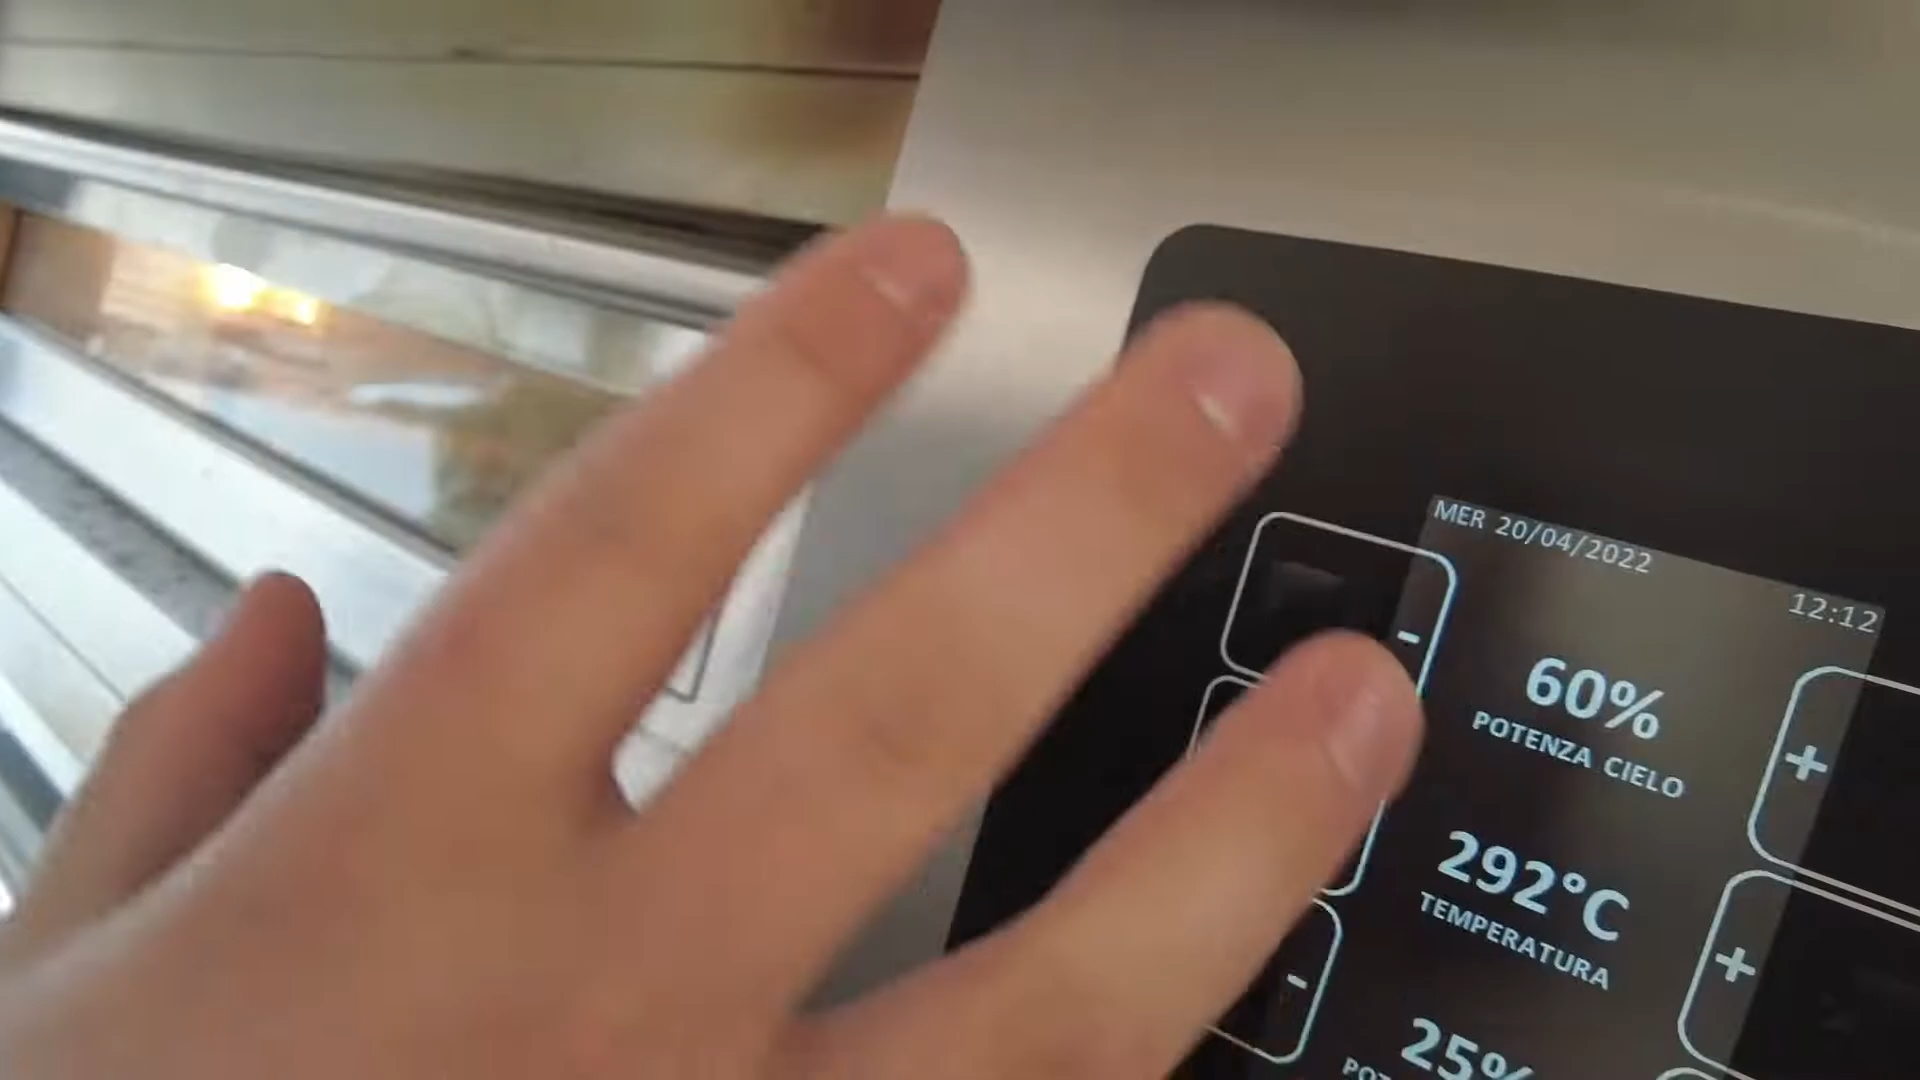 MER 20/04/2022
12:12
-
60%
POTENZA CIELO
+
292°C
TEMPERATURA
+
-
25%